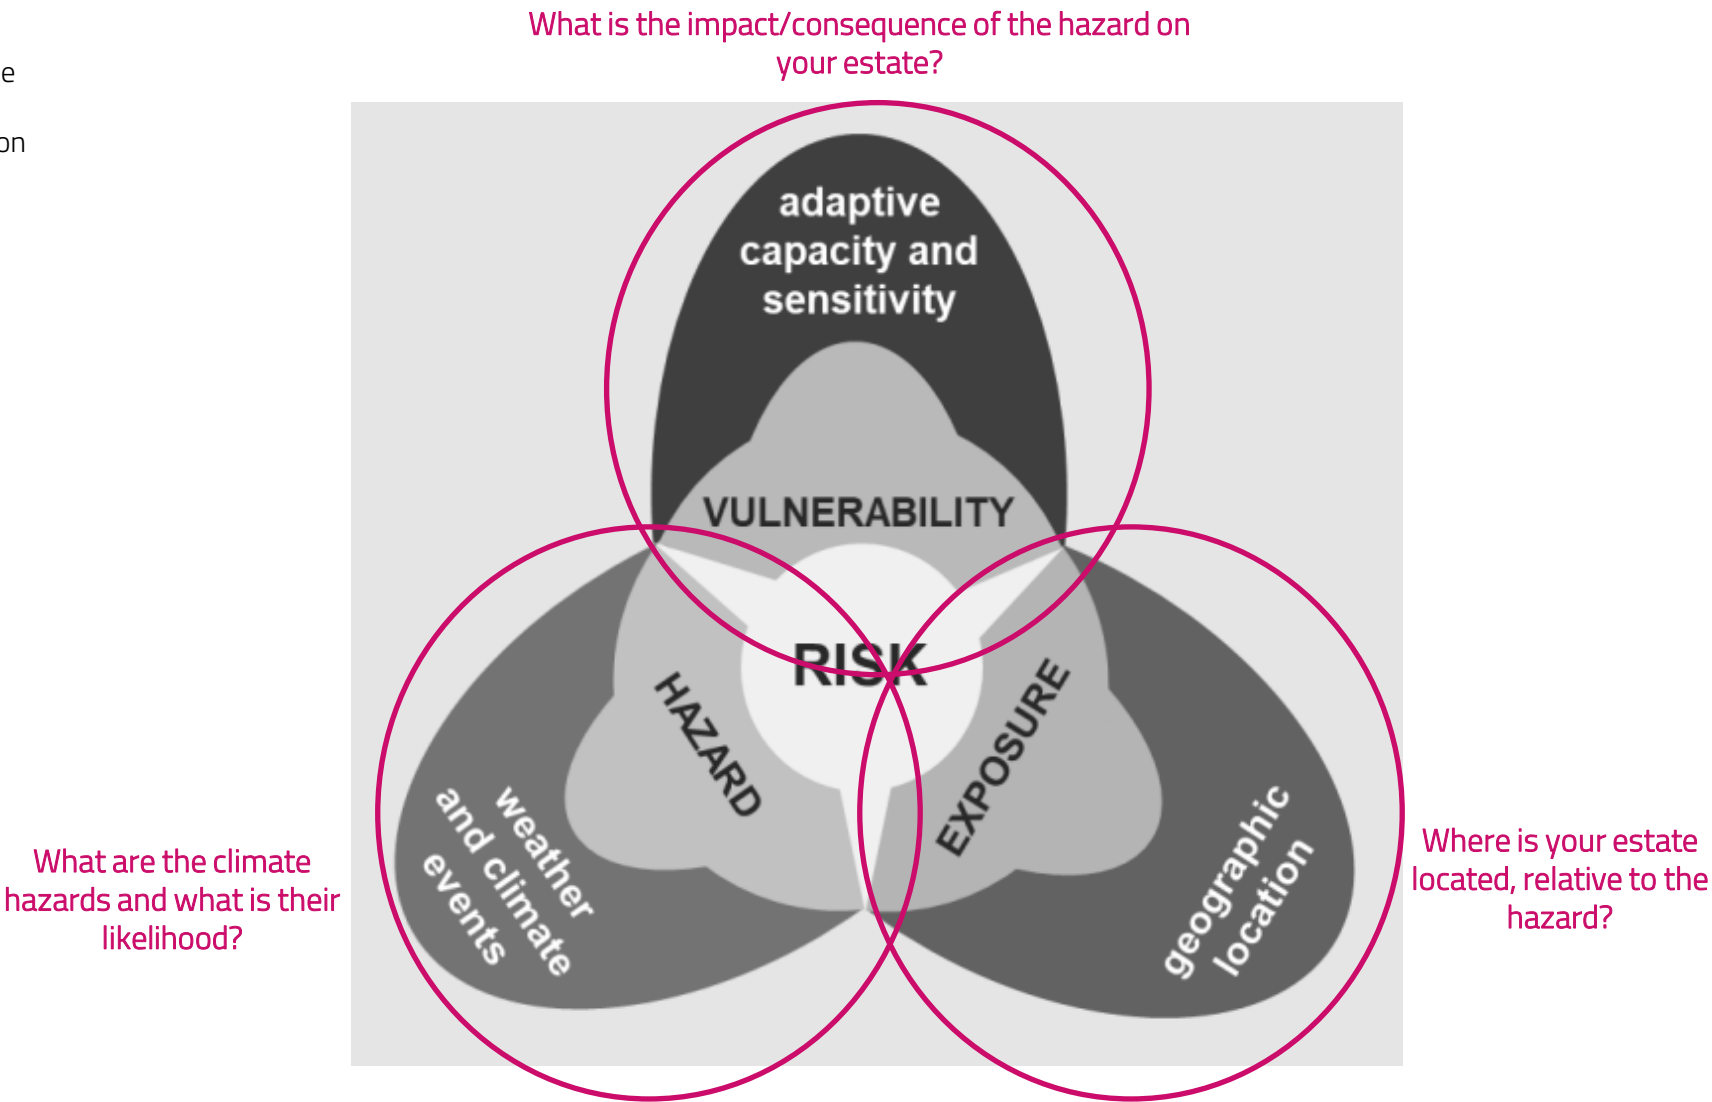 What is the impact/consequence of the hazard on
your estate?
e
on
adaptive
capacity and
sensitivity
VULNERABILITY
RISK
HAZARD
EXPOSURE
weather
and climate
events
geographic
location
What are the climate
hazards and what is their
likelihood?
Where is your estate
located, relative to the
hazard?